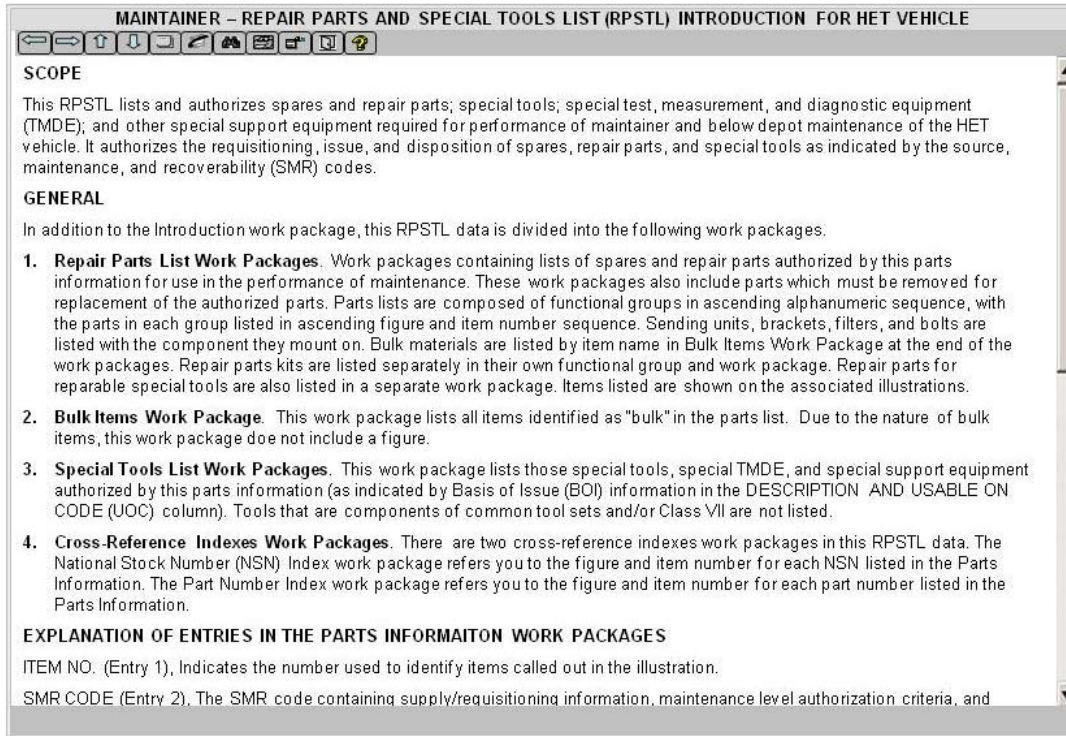 MAINTAINER – REPAIR PARTS AND SPECIAL TOOLS LIST (RPSTL) INTRODUCTION FOR HET VEHICLE
SCOPE
This RPSTL lists and authorizes spares and repair parts; special tools; special test, measurement, and diagnostic equipment
(TMDE); and other special support equipment required for performance of maintainer and below depot maintenance of the HET
vehicle. It authorizes the requisitioning, issue, and disposition of spares, repair parts, and special tools as indicated by the source,
maintenance, and recoverability (SMR) codes.
GENERAL
In addition to the Introduction work package, this RPSTL data is divided into the following work packages.
1. Repair Parts List Work Packages. Work packages containing lists of spares and repair parts authorized by this parts
information for use in the performance of maintenance. These work packages also include parts which must be removed for
replacement of the authorized parts. Parts lists are composed of functional groups in ascending alphanumeric sequence, with
the parts in each group listed in ascending figure and item number sequence. Sending units, brackets, filters, and bolts are
listed with the component they mount on. Bulk materials are listed by item name in Bulk Items Work Package at the end of the
work packages. Repair parts kits are listed separately in their own functional group and work package. Repair parts for
reparable special tools are also listed in a separate work package. Items listed are shown on the associated illustrations.
2. Bulk Items Work Package. This work package lists all items identified as "bulk" in the parts list. Due to the nature of bulk
items, this work package doe not include a figure.
3. Special Tools List Work Packages. This work package lists those special tools, special TMDE, and special support equipment
authorized by this parts information (as indicated by Basis of Issue (BOI) information in the DESCRIPTION AND USABLE ON
CODE (UOC) column). Tools that are components of common tool sets and/or Class VII are not listed.
4. Cross-Reference Indexes Work Packages. There are two cross-reference indexes work packages in this RPSTL data. The
National Stock Number (NSN) Index work package refers you to the figure and item number for each NSN listed in the Parts
Information. The Part Number Index work package refers you to the figure and item number for each part number listed in the
Parts Information.
EXPLANATION OF ENTRIES IN THE PARTS INFORMAITON WORK PACKAGES
ITEM NO. (Entry 1), Indicates the number used to identify items called out in the illustration.
SMR CODE (Entry 2), The SMR code containing supply/requisitioning information, maintenance level authorization criteria, and